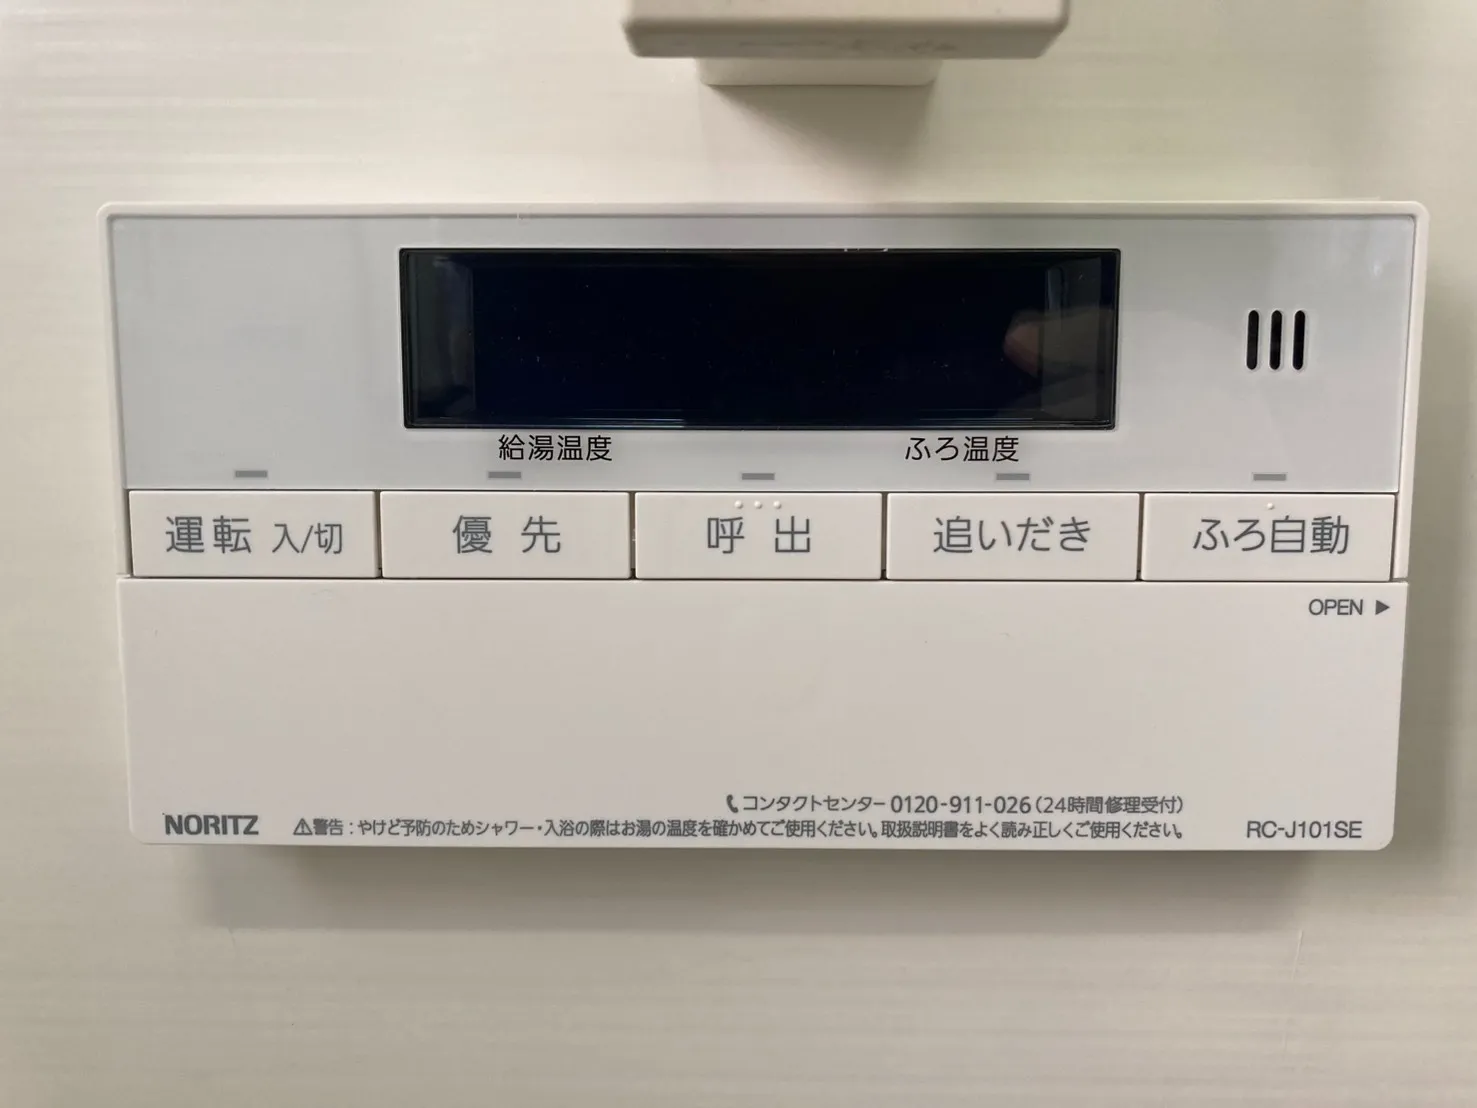 給湯温度 ふろ温度
運転 入/切 優先 呼出 追いだき ふろ自動
OPEN ▶
コンタクトセンター 0120-911-026(24時間修理受付)
NORITZ ⚠警告:やけど予防のためシャワー・入浴の際はお湯の温度を確かめてご使用ください。取扱説明書をよく読み正しくご使用ください。 RC-J101SE